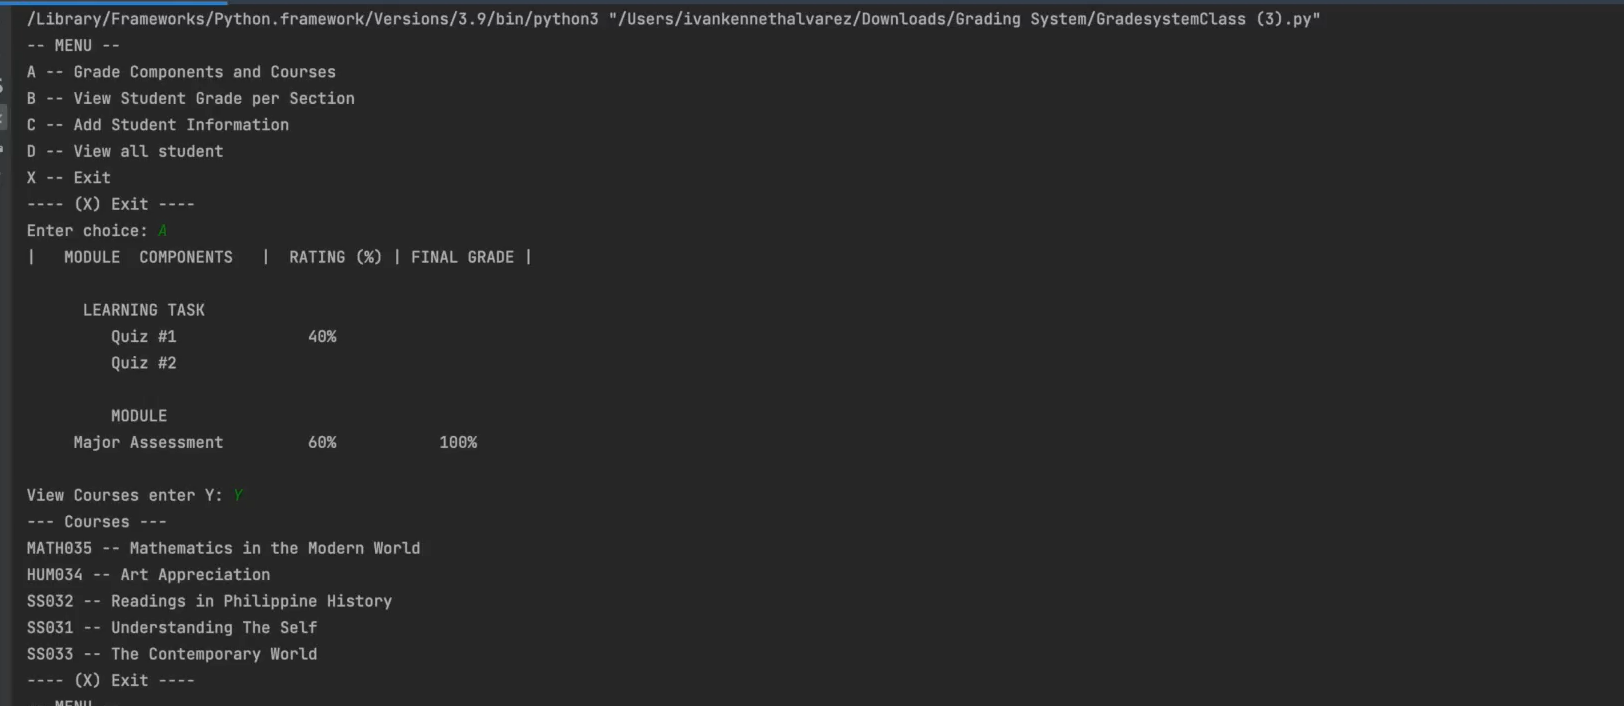 /Library/Frameworks/Python.framework/Versions/3.9/bin/python3 "/Users/ivankennethalvarez/Downloads/Grading System/GradesystemClass (3).py"
-- MENU --
A -- Grade Components and Courses
B -- View Student Grade per Section
C -- Add Student Information
D -- View all student
X -- Exit
---- (X) Exit ----
Enter choice: A
|   MODULE  COMPONENTS   |  RATING (%) | FINAL GRADE |
LEARNING TASK
Quiz #1              40%
Quiz #2
MODULE
Major Assessment         60%           100%
View Courses enter Y: Y
--- Courses ---
MATH035 -- Mathematics in the Modern World
HUM034 -- Art Appreciation
SS032 -- Readings in Philippine History
SS031 -- Understanding The Self
SS033 -- The Contemporary World
---- (X) Exit ----
-- MENU --